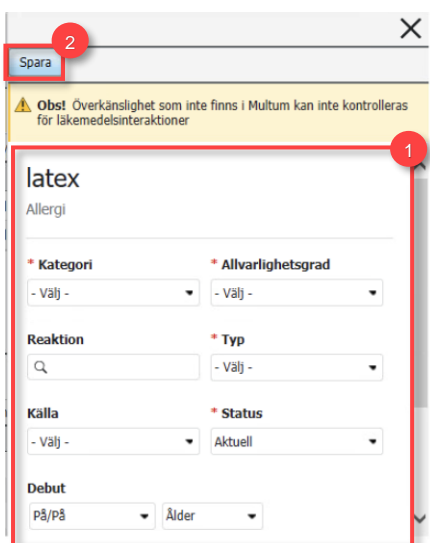 2
Spara
Obs! Överkänslighet som inte finns i Multum kan inte kontrolleras
för läkemedelsinteraktioner
1
latex
Allergi
* Kategori * Allvarlighetsgrad
- Välj - - Välj -
Reaktion * Typ
- Välj -
Källa * Status
- Välj - Aktuell
Debut
På/På Ålder